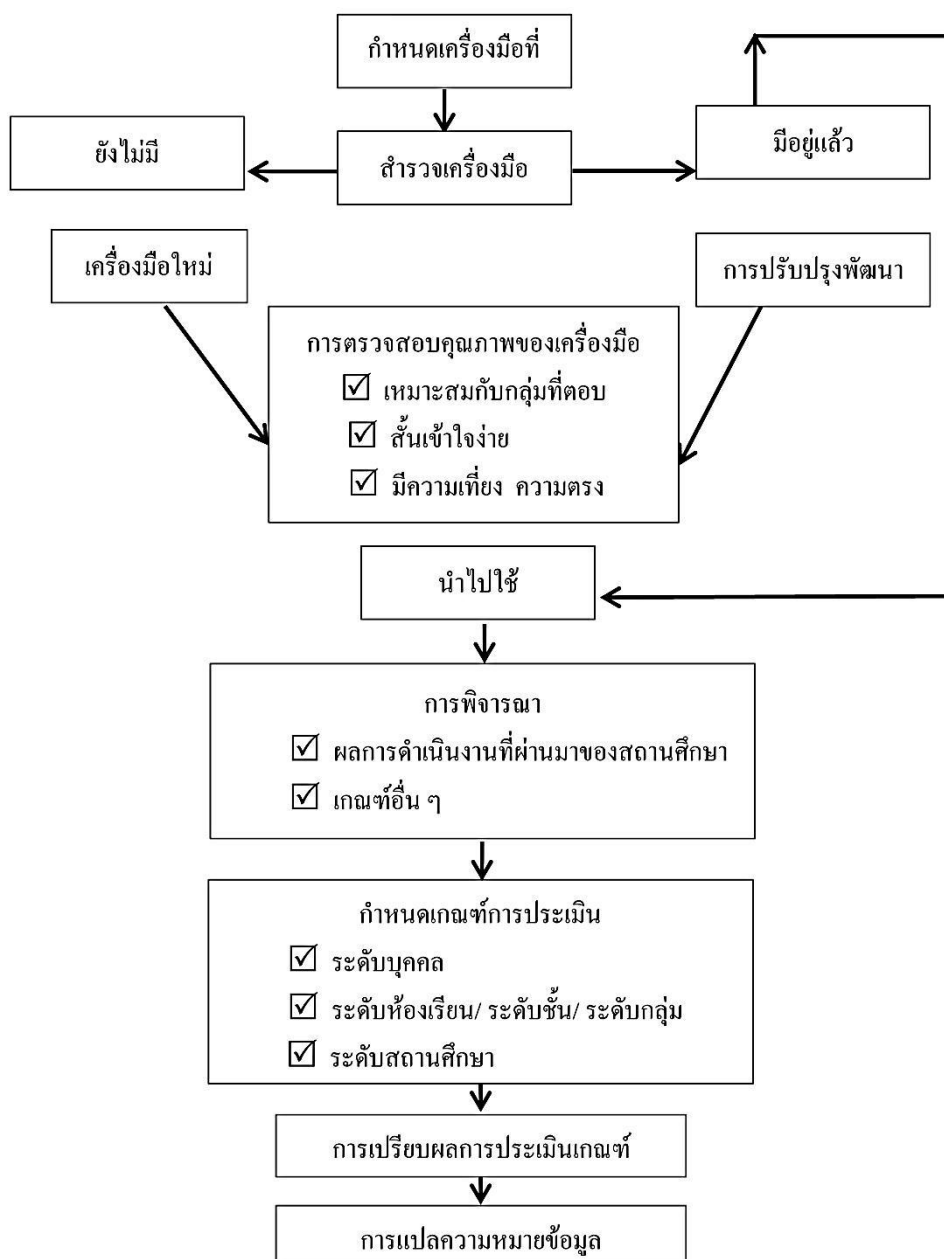 กำหนดเครื่องมือที่
ยังไม่มี
สำรวจเครื่องมือ
มีอยู่แล้ว
เครื่องมือใหม่
การปรับปรุงพัฒนา
การตรวจสอบคุณภาพของเครื่องมือ
เหมาะสมกับกลุ่มที่ตอบ
สั้นเข้าใจง่าย
มีความเที่ยง ความตรง
นำไปใช้
การพิจารณา
ผลการดำเนินงานที่ผ่านมาของสถานศึกษา
เกณฑ์อื่น ๆ
กำหนดเกณฑ์การประเมิน
ระดับบุคคล
ระดับห้องเรียน/ ระดับชั้น/ ระดับกลุ่ม
ระดับสถานศึกษา
การเปรียบผลการประเมินเกณฑ์
การแปลความหมายข้อมูล